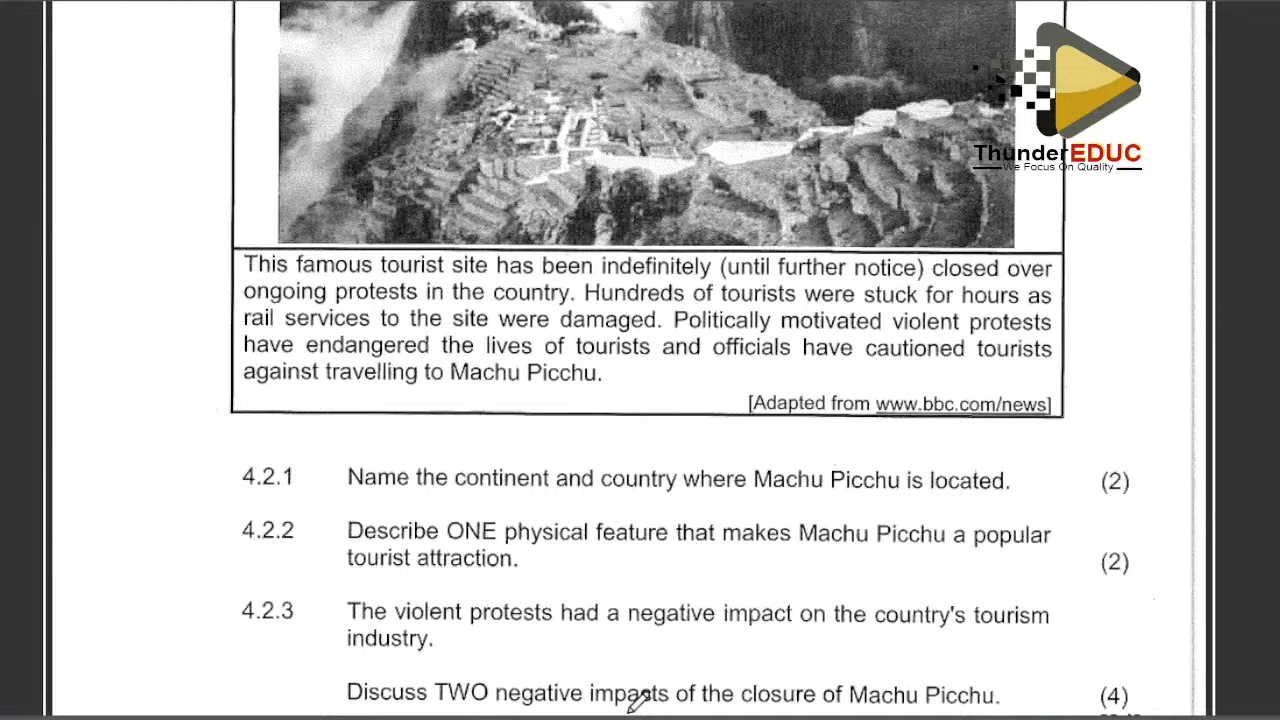 ThunderEDUC
We Focus On Quality
This famous tourist site has been indefinitely (until further notice) closed over
ongoing protests in the country. Hundreds of tourists were stuck for hours as
rail services to the site were damaged. Politically motivated violent protests
have endangered the lives of tourists and officials have cautioned tourists
against travelling to Machu Picchu.
[Adapted from www.bbc.com/news]
4.2.1 Name the continent and country where Machu Picchu is located. (2)
4.2.2 Describe ONE physical feature that makes Machu Picchu a popular
tourist attraction. (2)
4.2.3 The violent protests had a negative impact on the country's tourism
industry.
Discuss TWO negative impacts of the closure of Machu Picchu. (4)